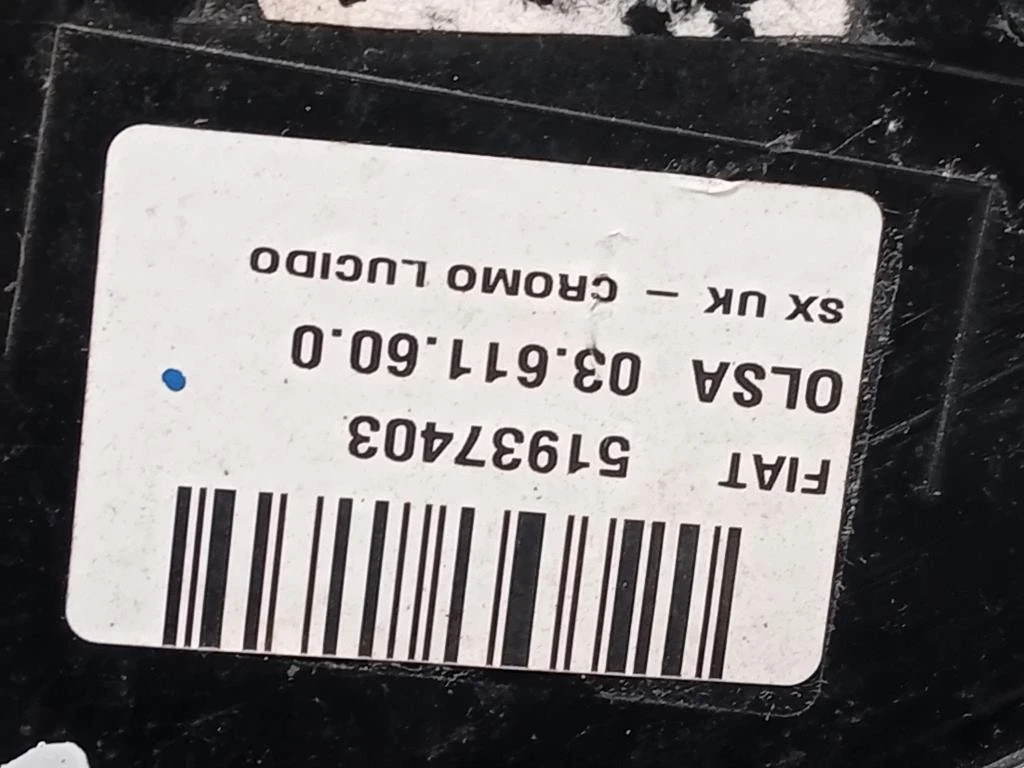 FIAT 51937403
OLSA 03.611.60.0
SX UK - CROMO LUCIDO